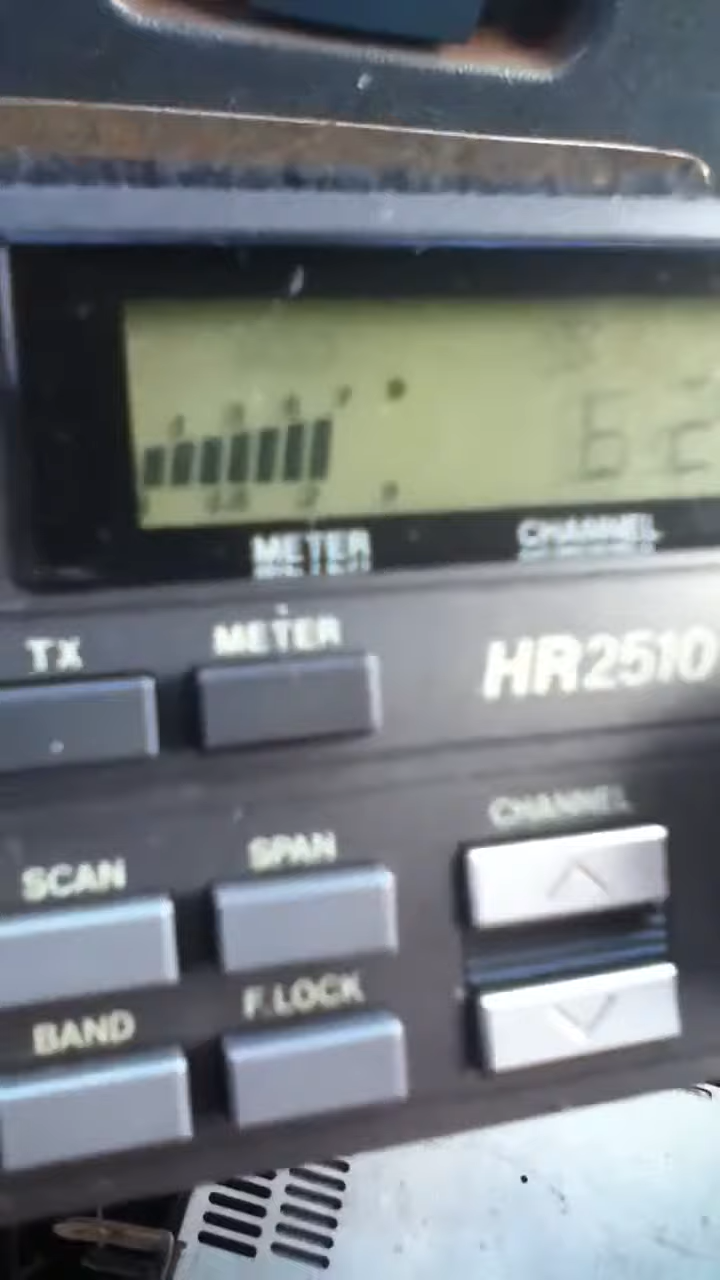 METER CHANNEL
TX METER HR2510
CHANNEL
SCAN SPAN
BAND F.LOCK